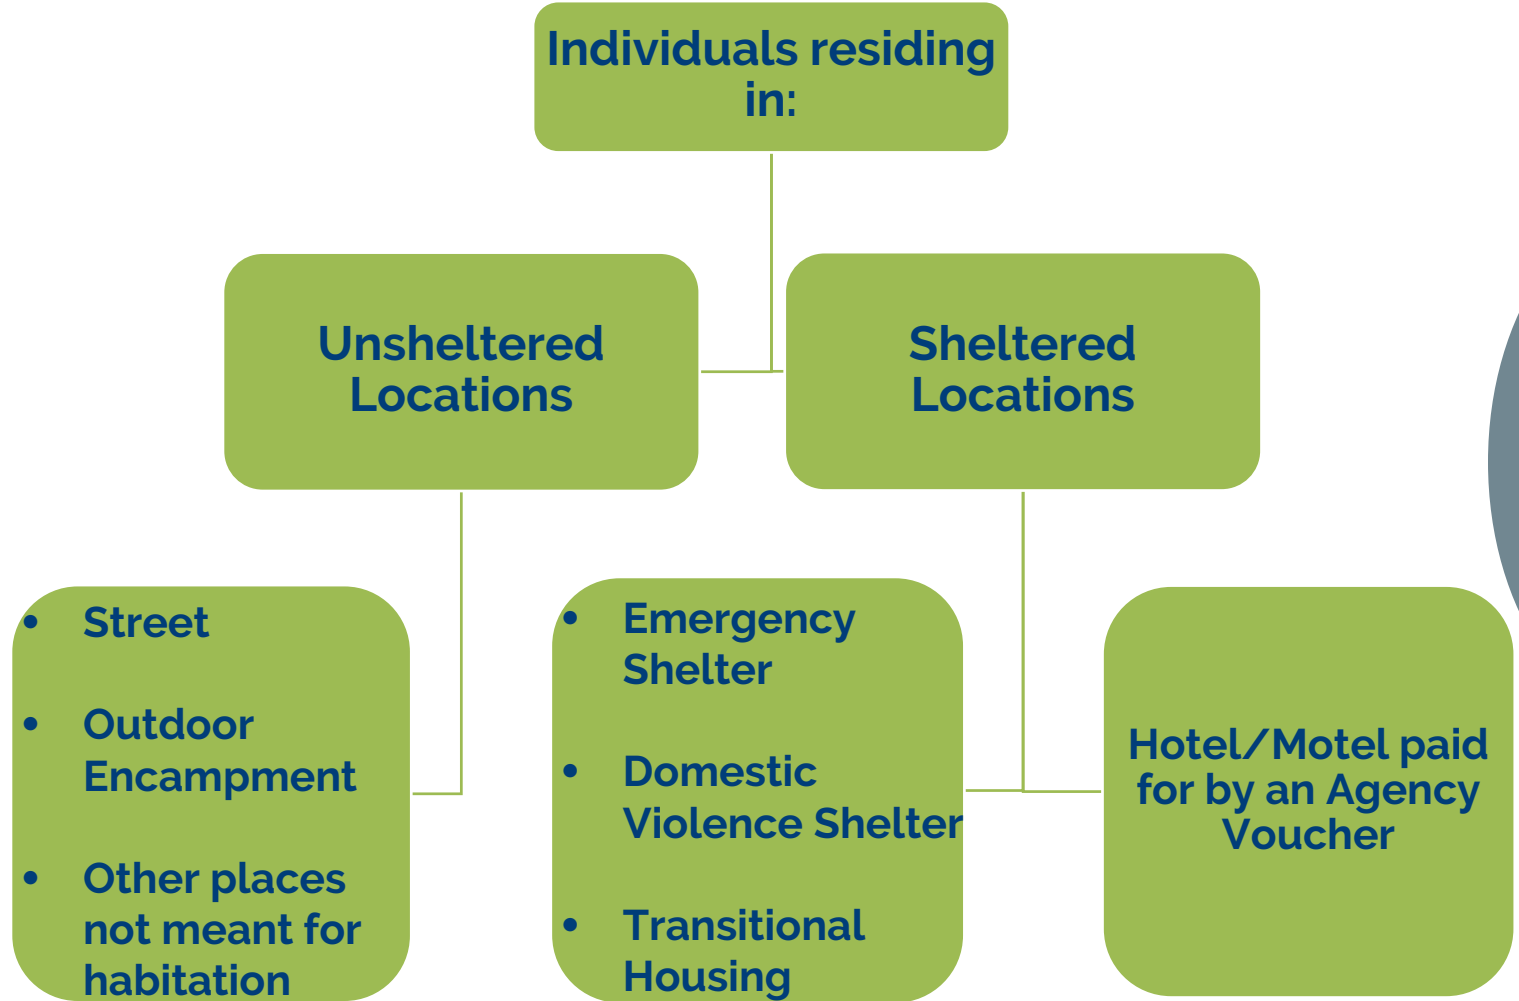 Individuals residing
in:
Unsheltered
Locations
Sheltered
Locations
• Street
• Outdoor
Encampment
• Other places
not meant for
habitation
• Emergency
Shelter
• Domestic
Violence Shelter
• Transitional
Housing
Hotel/Motel paid
for by an Agency
Voucher